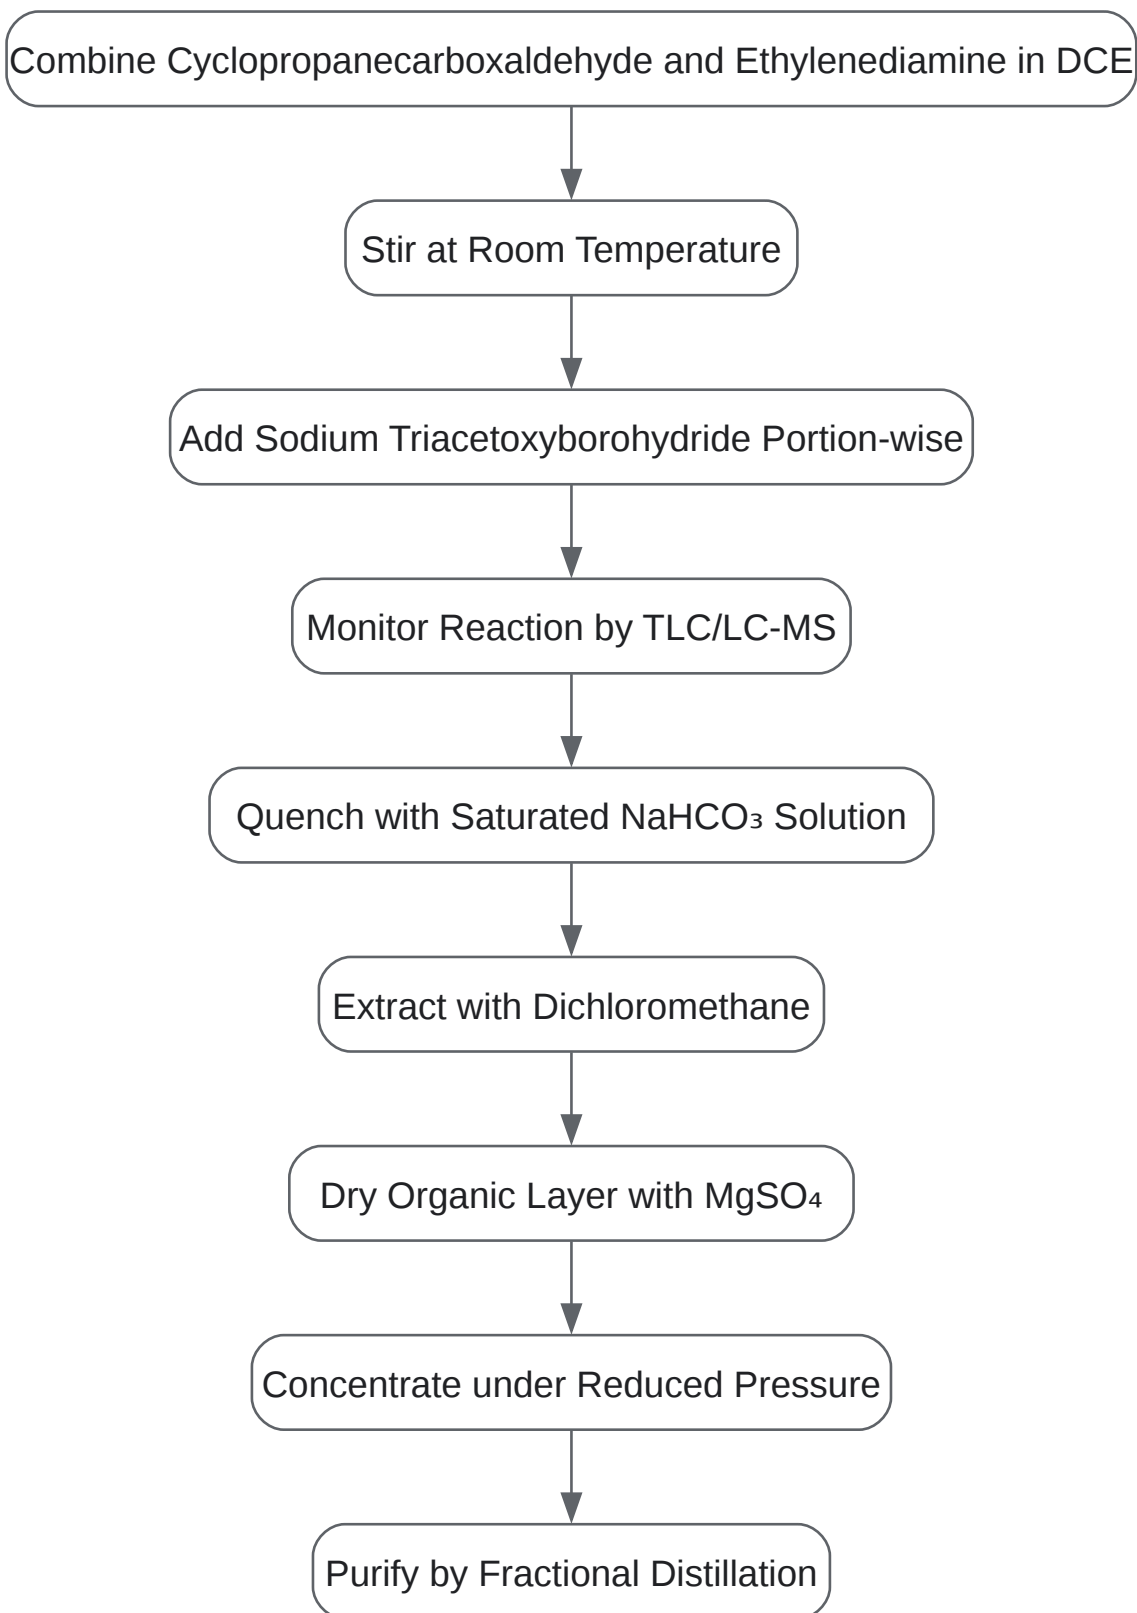 Combine Cyclopropanecarboxaldehyde and Ethylenediamine in DCE
Stir at Room Temperature
Add Sodium Triacetoxyborohydride Portion-wise
Monitor Reaction by TLC/LC-MS
Quench with Saturated NaHCO₃ Solution
Extract with Dichloromethane
Dry Organic Layer with MgSO₄
Concentrate under Reduced Pressure
Purify by Fractional Distillation